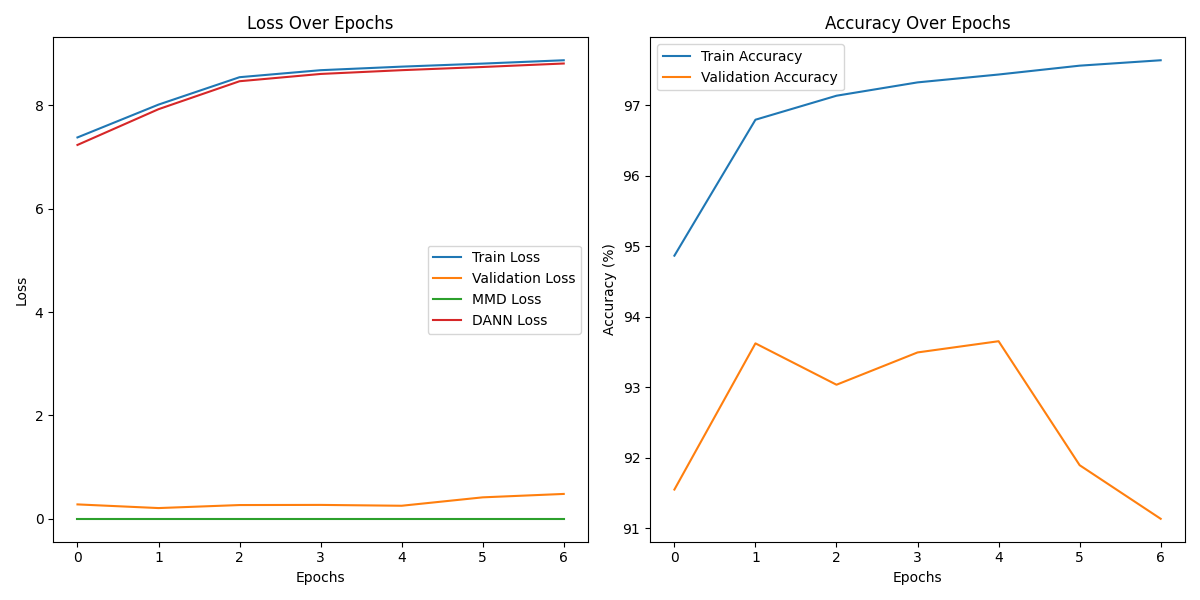 Loss Over Epochs
8
6
4
2
0
Loss
Train Loss
Validation Loss
MMD Loss
DANN Loss
0 1 2 3 4 5 6
Epochs
Accuracy Over Epochs
Train Accuracy
Validation Accuracy
97
96
95
94
93
92
91
Accuracy (%)
0 1 2 3 4 5 6
Epochs